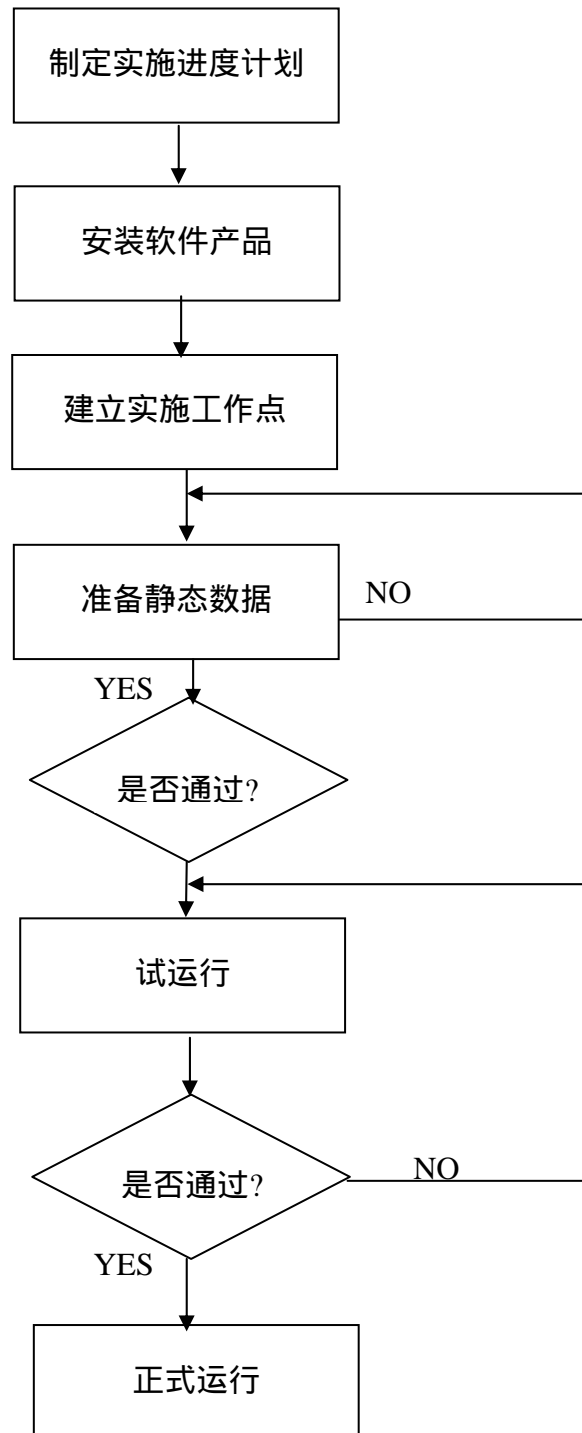 制定实施进度计划
安装软件产品
建立实施工作点
准备静态数据
NO
YES
是否通过?
试运行
是否通过?
NO
YES
正式运行